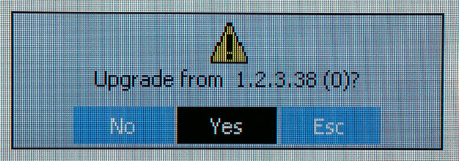 Upgrade from 1.2.3.38 (0)?
No Yes Esc